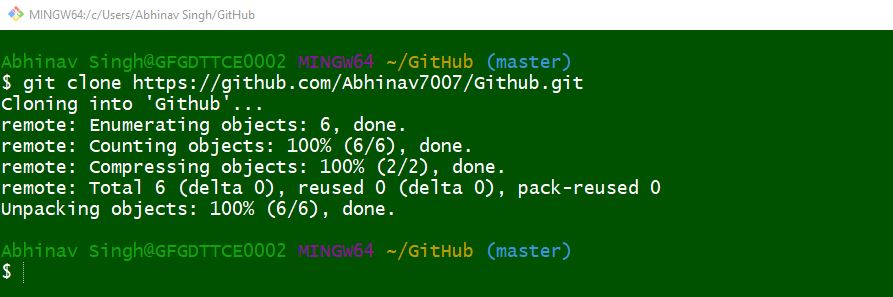 MINGW64:/c/Users/Abhinav Singh/GitHub
Abhinav Singh@GFGDTTCE0002 MINGW64 ~/GitHub (master)
$ git clone https://github.com/Abhinav7007/Github.git
Cloning into 'Github'...
remote: Enumerating objects: 6, done.
remote: Counting objects: 100% (6/6), done.
remote: Compressing objects: 100% (2/2), done.
remote: Total 6 (delta 0), reused 0 (delta 0), pack-reused 0
Unpacking objects: 100% (6/6), done.
Abhinav Singh@GFGDTTCE0002 MINGW64 ~/GitHub (master)
$